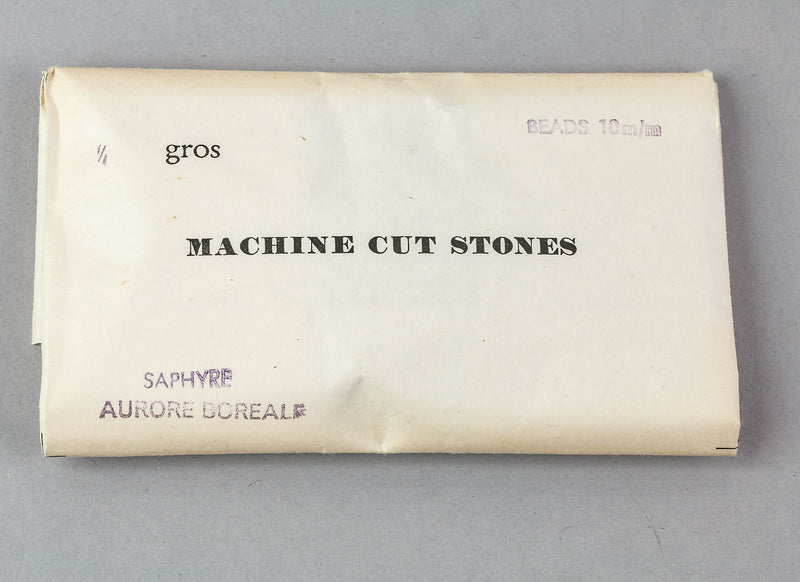 BEADS 10 m/m
¼ gros
MACHINE CUT STONES
SAPHYRE
AURORE BOREALE